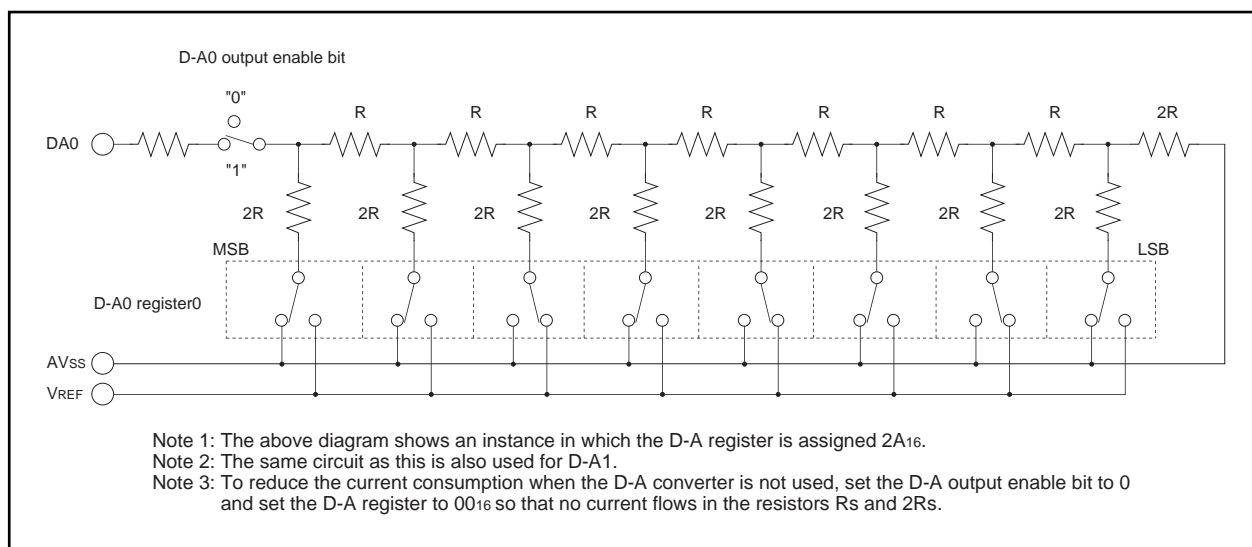 D-A0 output enable bit
"0"
R R R R R R R 2R
DA0
"1"
2R 2R 2R 2R 2R 2R 2R 2R
MSB LSB
D-A0 register0
AVSS
VREF
Note 1: The above diagram shows an instance in which the D-A register is assigned 2A16.
Note 2: The same circuit as this is also used for D-A1.
Note 3: To reduce the current consumption when the D-A converter is not used, set the D-A output enable bit to 0
and set the D-A register to 0016 so that no current flows in the resistors Rs and 2Rs.